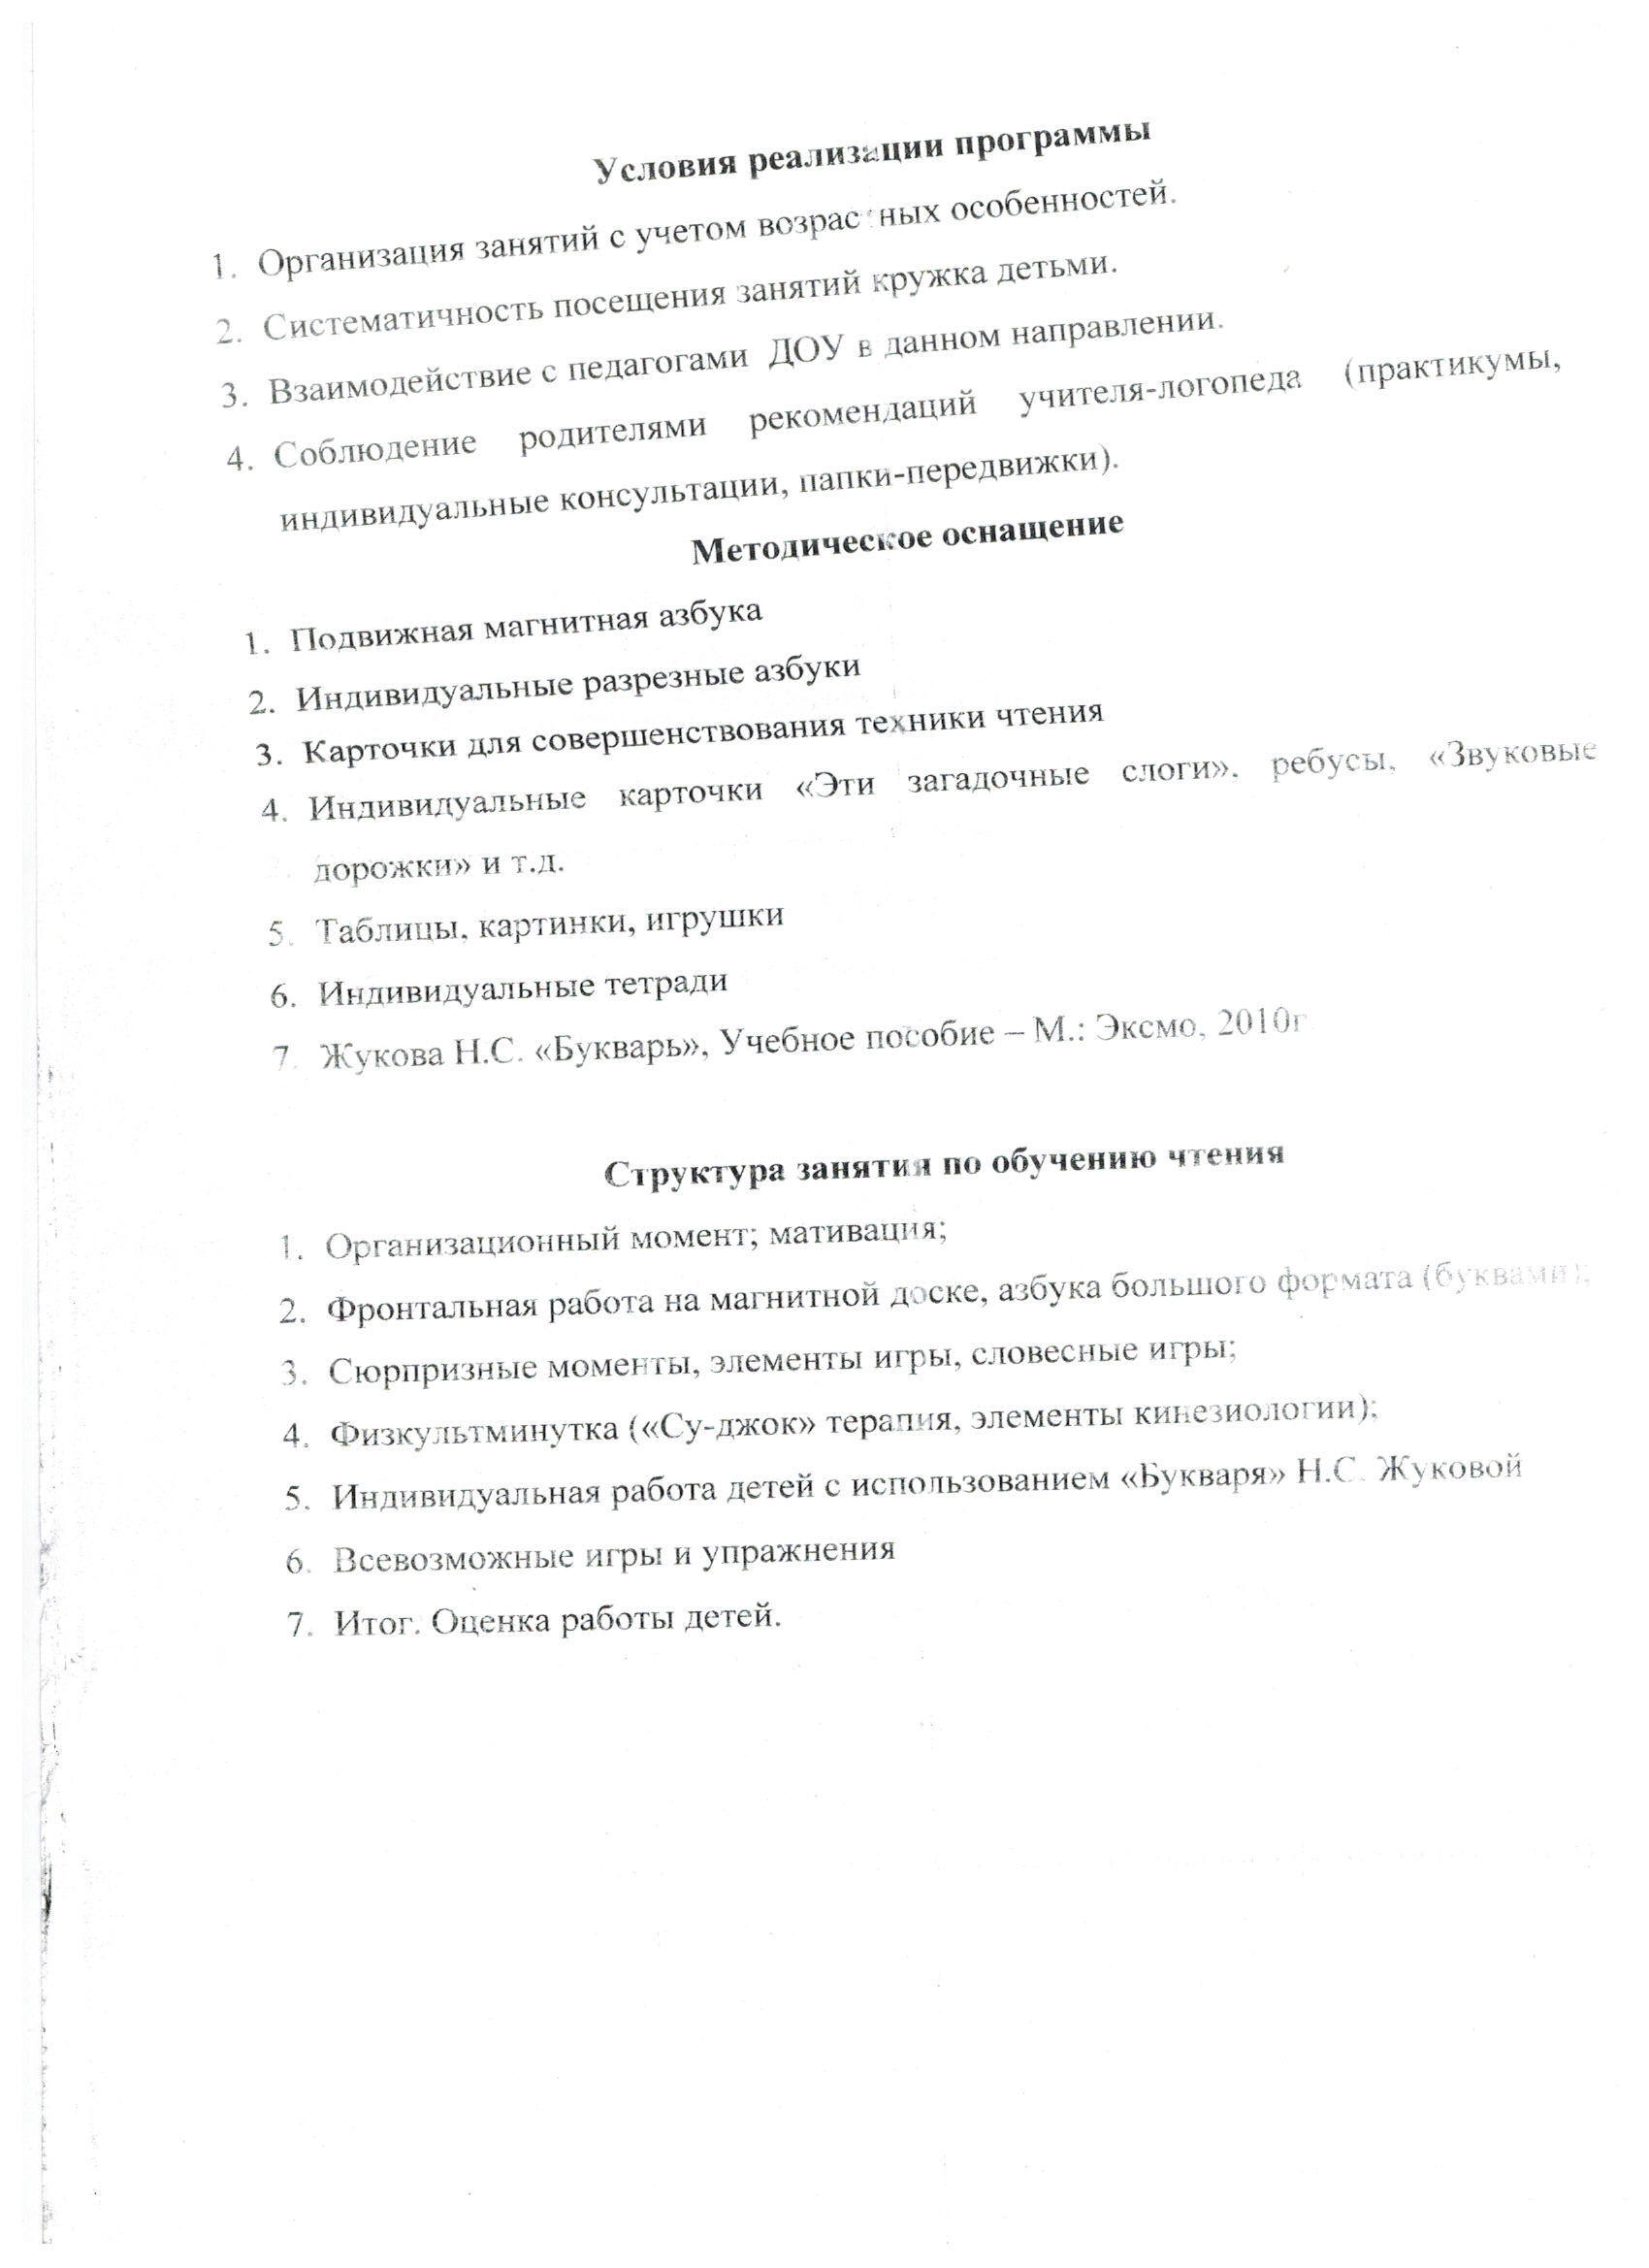 Условия реализации программы
1. Организация занятий с учетом возрастных особенностей.
2. Систематичность посещения занятий кружка детьми.
3. Взаимодействие с педагогами ДОУ в данном направлении.
4. Соблюдение родителями рекомендаций учителя-логопеда (практикумы,
индивидуальные консультации, папки-передвижки).
Методическое оснащение
1. Подвижная магнитная азбука
2. Индивидуальные разрезные азбуки
3. Карточки для совершенствования техники чтения
4. Индивидуальные карточки «Эти загадочные слоги», ребусы, «Звуковые
дорожки» и т.д.
5. Таблицы, картинки, игрушки
6. Индивидуальные тетради
7. Жукова Н.С. «Букварь», Учебное пособие – М.: Эксмо, 2010г
Структура занятия по обучению чтения
1. Организационный момент; мативация;
2. Фронтальная работа на магнитной доске, азбука большого формата (буквами);
3. Сюрпризные моменты, элементы игры, словесные игры;
4. Физкультминутка («Су-джок» терапия, элементы кинезиологии);
5. Индивидуальная работа детей с использованием «Букваря» Н.С. Жуковой
6. Всевозможные игры и упражнения
7. Итог. Оценка работы детей.